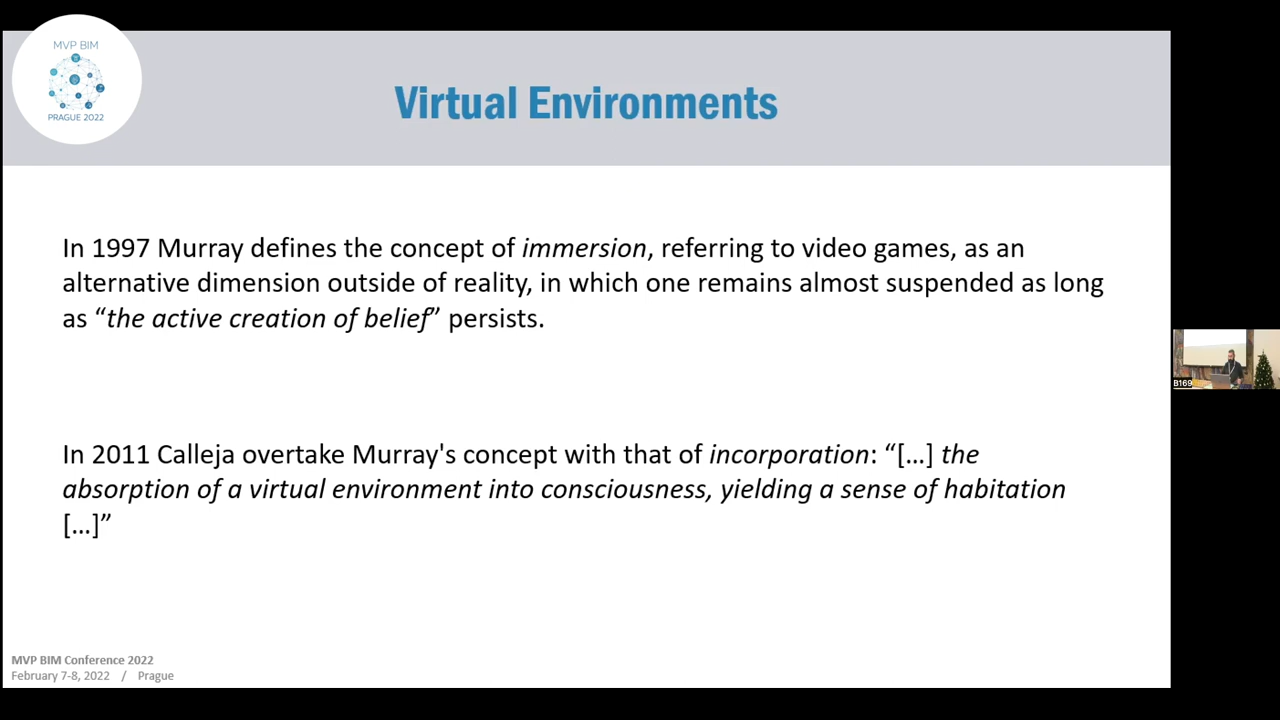 MVP BIM
PRAGUE 2022
Virtual Environments
In 1997 Murray defines the concept of immersion, referring to video games, as an
alternative dimension outside of reality, in which one remains almost suspended as long
as “the active creation of belief” persists.
In 2011 Calleja overtake Murray's concept with that of incorporation: “[…] the
absorption of a virtual environment into consciousness, yielding a sense of habitation
[…]”
B169
MVP BIM Conference 2022
February 7-8, 2022 / Prague